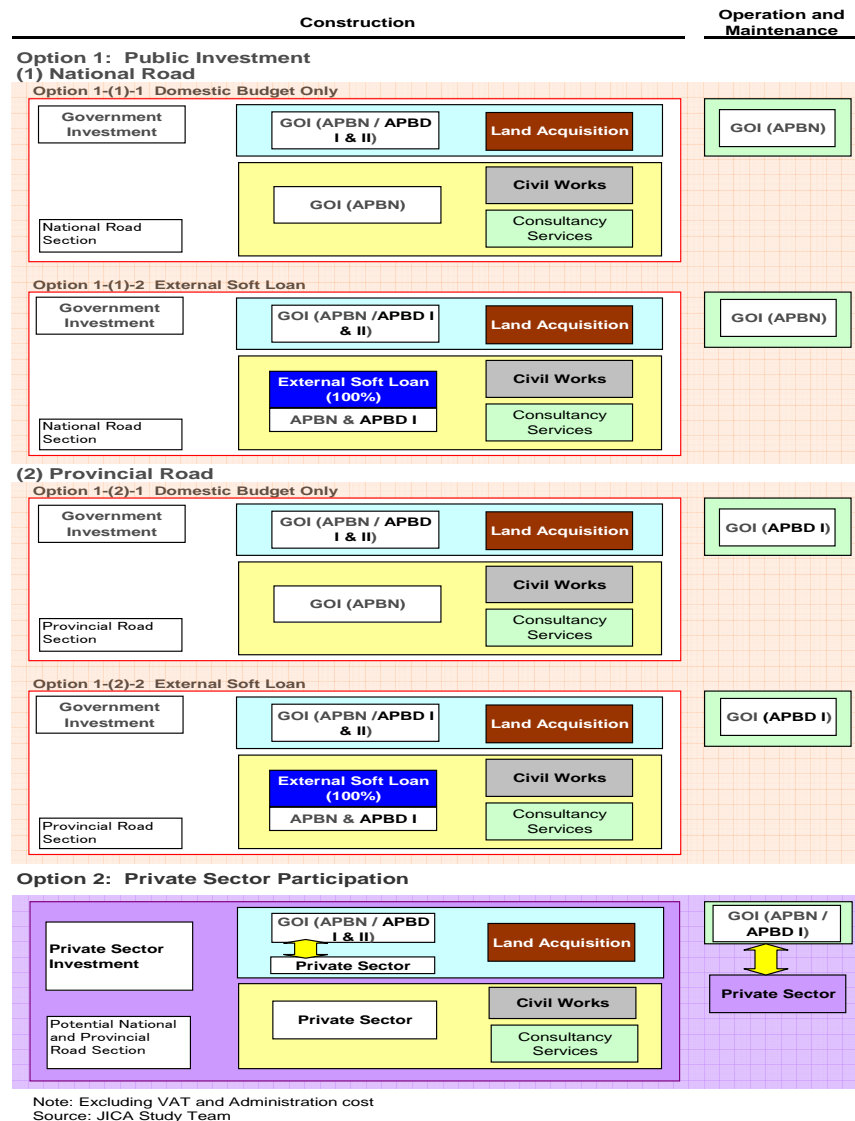 Construction
Operation and
Maintenance
Option 1: Public Investment
(1) National Road
Option 1-(1)-1 Domestic Budget Only
Government
Investment
GOI (APBN / APBD
I & II)
Land Acquisition
GOI (APBN)
GOI (APBN)
Civil Works
Consultancy
Services
National Road
Section
Option 1-(1)-2 External Soft Loan
Government
Investment
GOI (APBN /APBD I
& II)
Land Acquisition
GOI (APBN)
External Soft Loan
(100%)
APBN & APBD I
Civil Works
Consultancy
Services
National Road
Section
(2) Provincial Road
Option 1-(2)-1 Domestic Budget Only
Government
Investment
GOI (APBN / APBD
I & II)
Land Acquisition
GOI (APBD I)
GOI (APBN)
Civil Works
Consultancy
Services
Provincial Road
Section
Option 1-(2)-2 External Soft Loan
Government
Investment
GOI (APBN /APBD I
& II)
Land Acquisition
GOI (APBD I)
External Soft Loan
(100%)
APBN & APBD I
Civil Works
Consultancy
Services
Provincial Road
Section
Option 2: Private Sector Participation
Private Sector
Investment
GOI (APBN / APBD
I & II)
Private Sector
Land Acquisition
GOI (APBN /
APBD I)
Private Sector
Private Sector
Civil Works
Consultancy
Services
Potential National
and Provincial
Road Section
Note: Excluding VAT and Administration cost
Source: JICA Study Team